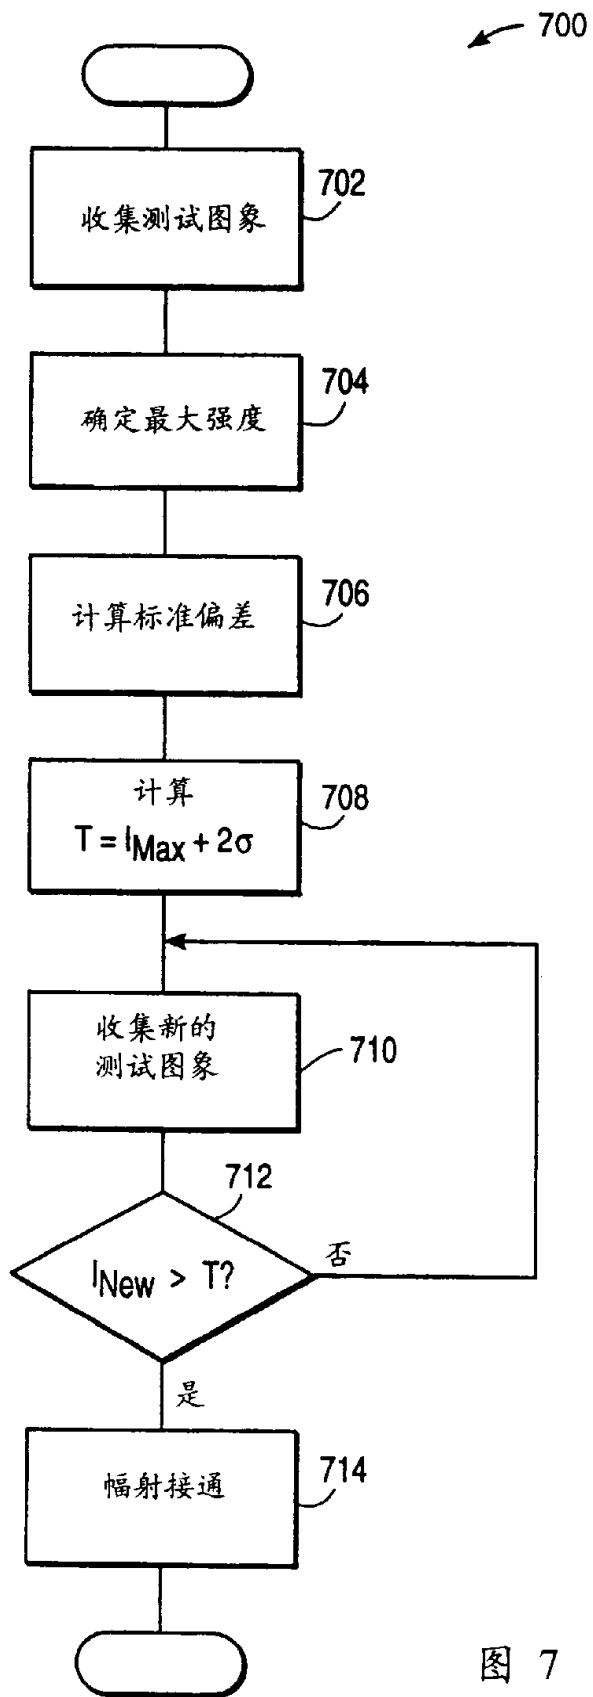 700
702
收集测试图象
704
确定最大强度
706
计算标准偏差
708
计算
T = IMax + 2σ
收集新的
测试图象
710
712
INew > T?
否
是
714
幅射接通
图 7